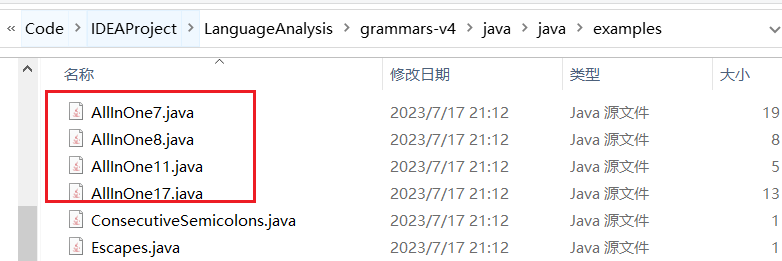 « Code > IDEAProject > LanguageAnalysis > grammars-v4 > java > java > examples
名称 修改日期 类型 大小
AllInOne7.java 2023/7/17 21:12 Java 源文件 19
AllInOne8.java 2023/7/17 21:12 Java 源文件 8
AllInOne11.java 2023/7/17 21:12 Java 源文件 5
AllInOne17.java 2023/7/17 21:12 Java 源文件 13
ConsecutiveSemicolons.java 2023/7/17 21:12 Java 源文件 1
Escapes.java 2023/7/17 21:12 Java 源文件 1